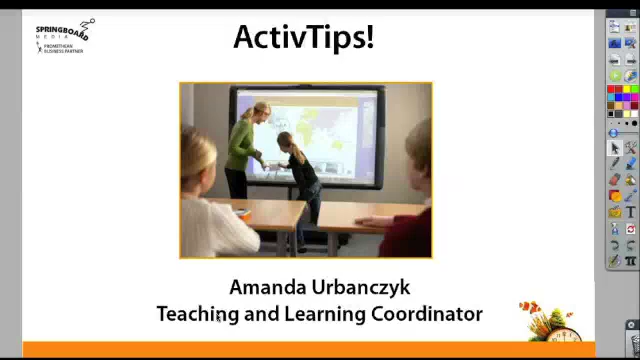 ActivTips!
SPRINGBOARD
MEDIA
PROMETHEAN
BUSINESS PARTNER
Amanda Urbanczyk
Teaching and Learning Coordinator